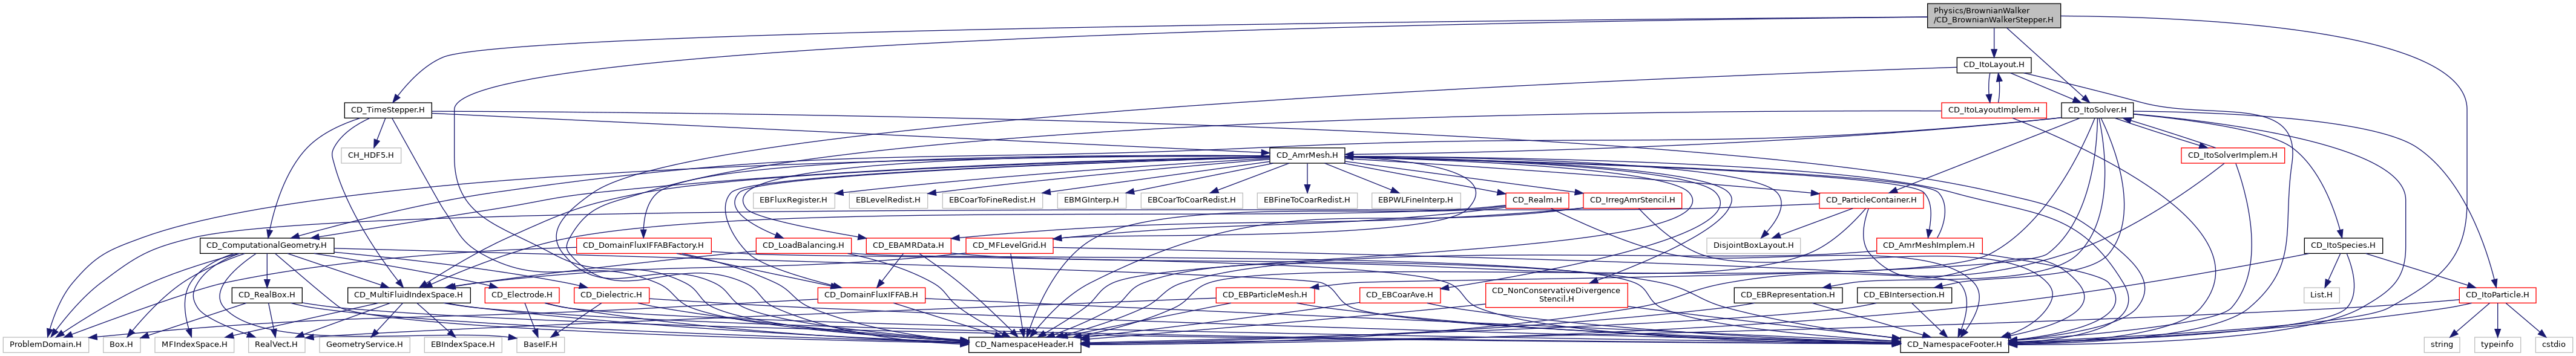 Physics/BrownianWalker
/CD_BrownianWalkerStepper.H
CD_ItoLayout.H
CD_TimeStepper.H
CD_ItoLayoutImplem.H
CD_ItoSolver.H
CH_HDF5.H
CD_AmrMesh.H
CD_ItoSolverImplem.H
EBFluxRegister.H
EBLevelRedist.H
EBCoarToFineRedist.H
EBMGInterp.H
EBCoarToCoarRedist.H
EBFineToCoarRedist.H
EBPWLFineInterp.H
CD_Realm.H
CD_IrregAmrStencil.H
CD_ParticleContainer.H
CD_ComputationalGeometry.H
CD_DomainFluxIFFABFactory.H
CD_LoadBalancing.H
CD_EBAMRData.H
CD_MFLevelGrid.H
DisjointBoxLayout.H
CD_AmrMeshImplem.H
CD_ItoSpecies.H
CD_RealBox.H
CD_MultiFluidIndexSpace.H
CD_Electrode.H
CD_Dielectric.H
CD_DomainFluxIFFAB.H
CD_EBParticleMesh.H
CD_EBCoarAve.H
CD_NonConservativeDivergence
Stencil.H
CD_EBRepresentation.H
CD_EBIntersection.H
List.H
CD_ItoParticle.H
ProblemDomain.H
Box.H
MFIndexSpace.H
RealVect.H
GeometryService.H
EBIndexSpace.H
BaseIF.H
CD_NamespaceHeader.H
CD_NamespaceFooter.H
string
typeinfo
cstdio